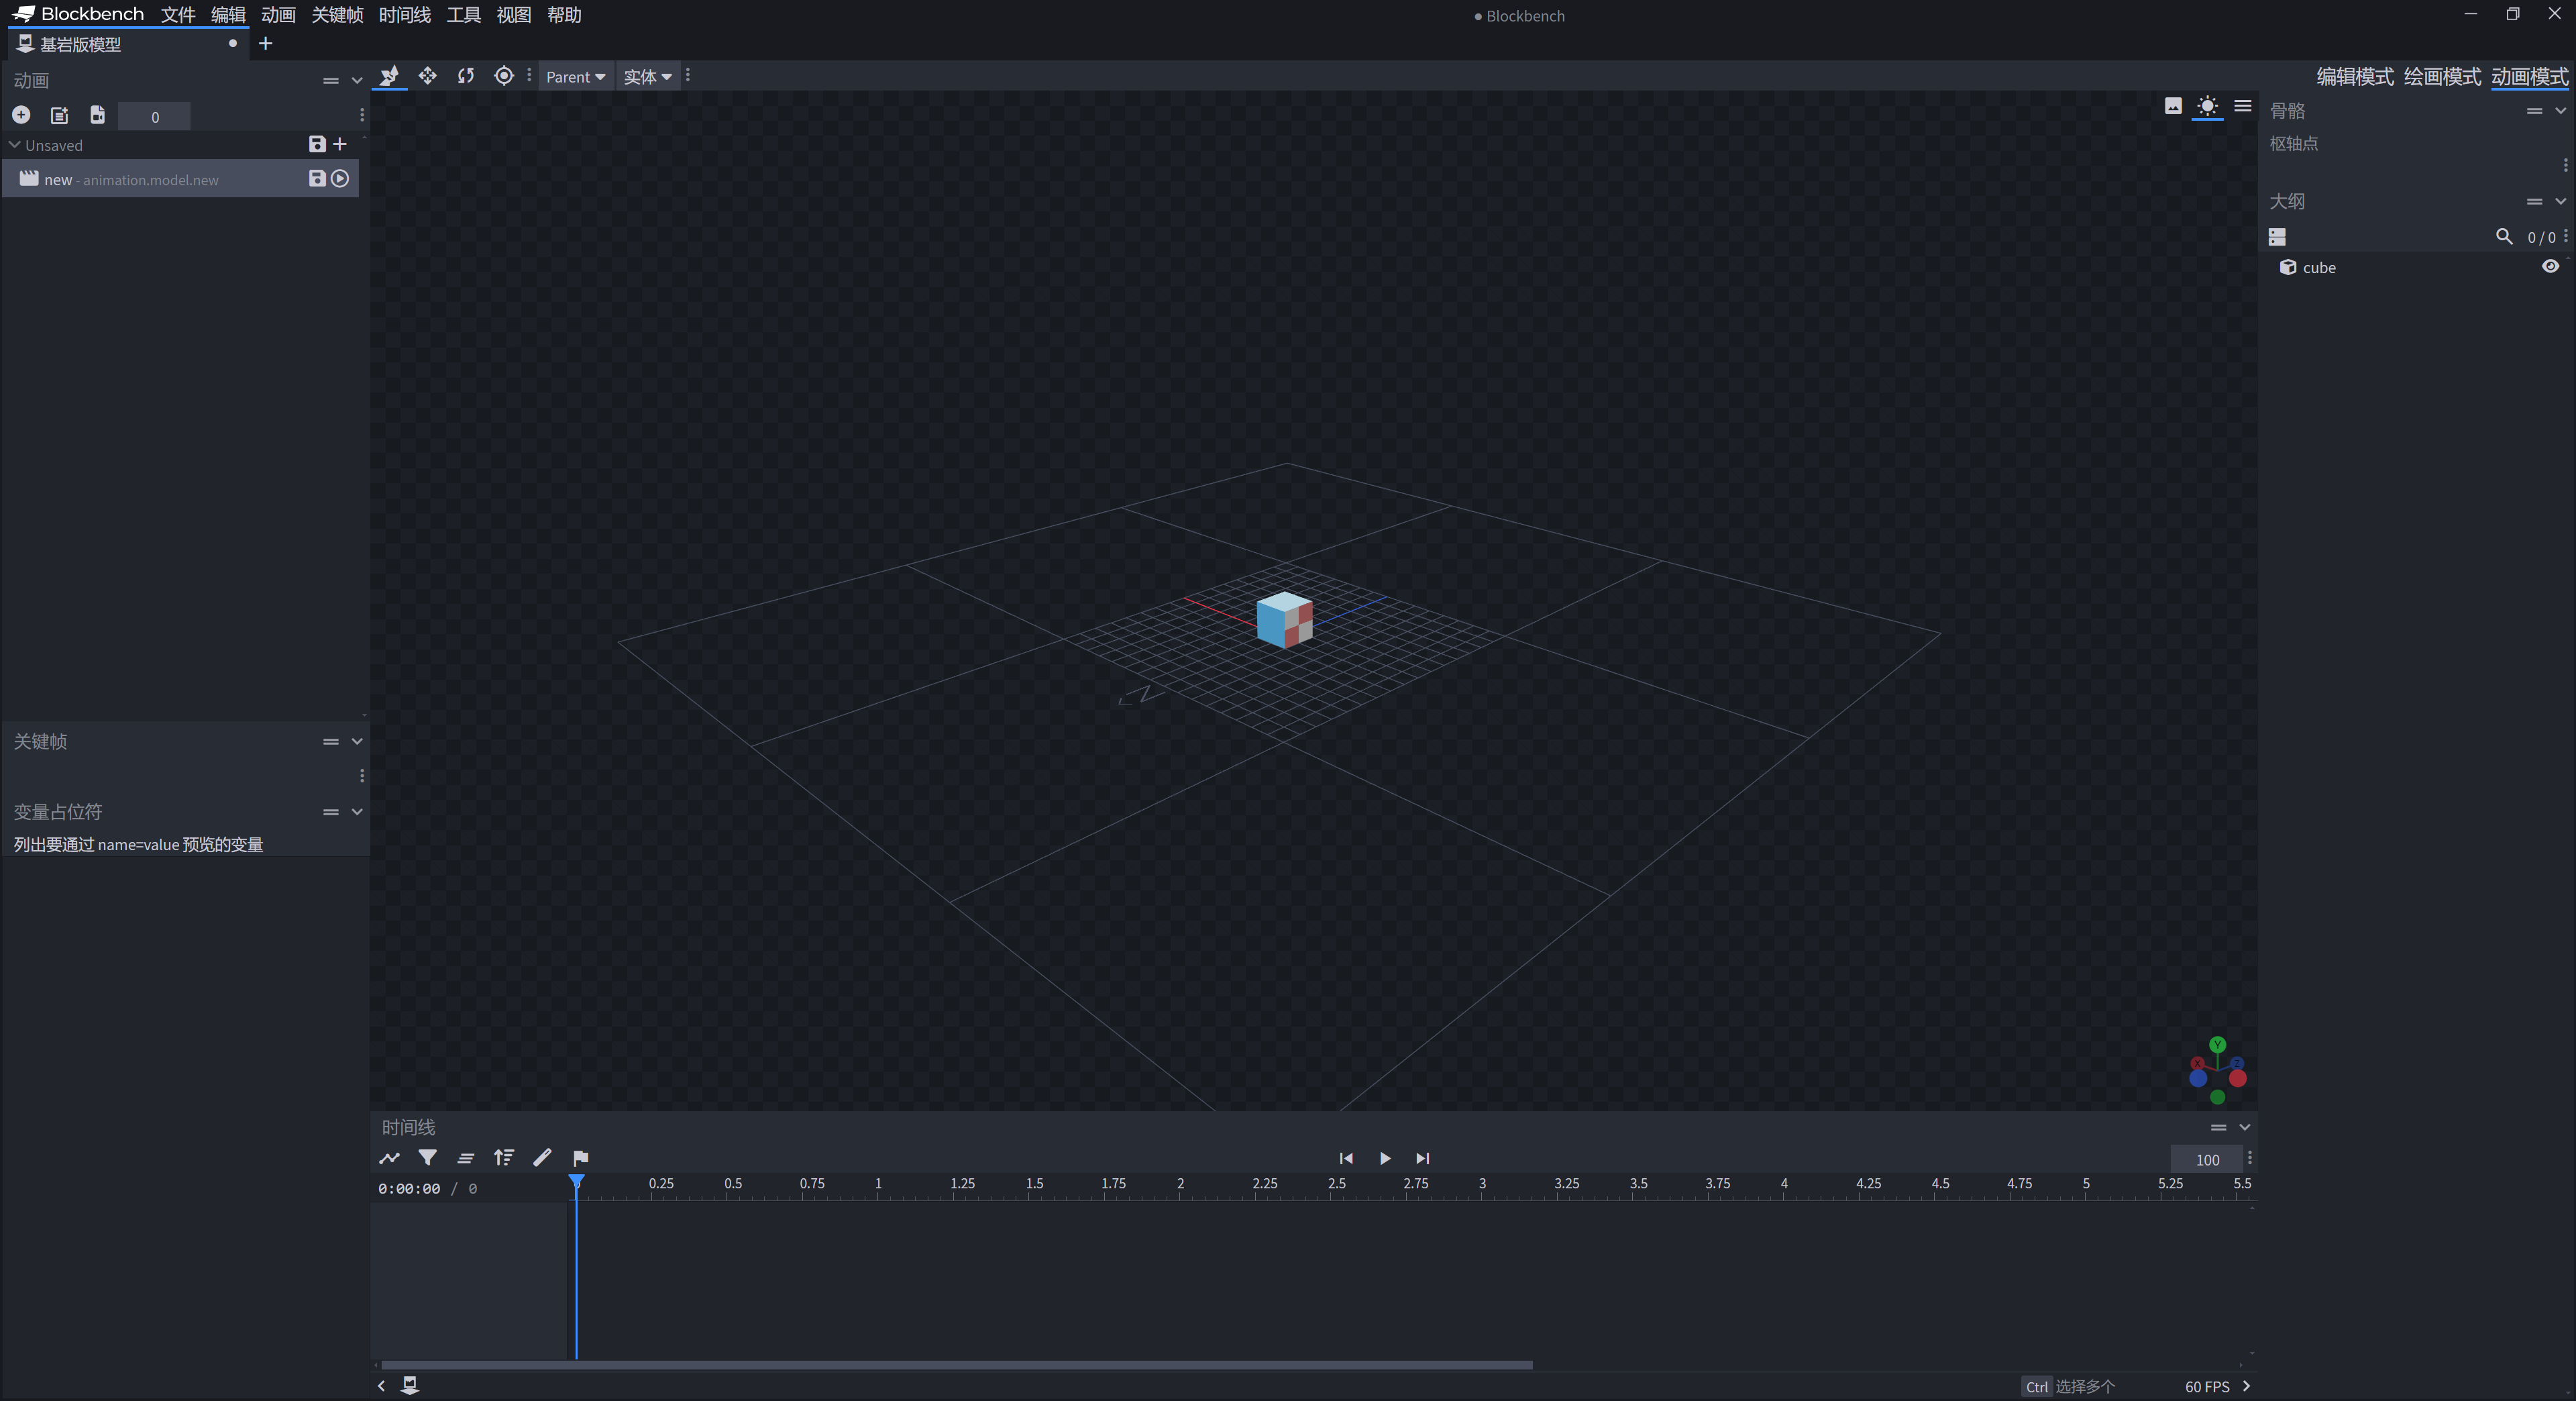 Blockbench 文件 编辑 动画 关键帧 时间线 工具 视图 帮助
● Blockbench
基岩版模型
动画
Parent 实体
编辑模式 绘画模式 动画模式
0
Unsaved
new - animation.model.new
骨骼
枢轴点
大纲
0 / 0
cube
N
关键帧
变量占位符
列出要通过 name=value 预览的变量
Y
X
Z
时间线
100
0:00:00 / 0
0 0.25 0.5 0.75 1 1.25 1.5 1.75 2 2.25 2.5 2.75 3 3.25 3.5 3.75 4 4.25 4.5 4.75 5 5.25 5.5
Ctrl 选择多个
60 FPS